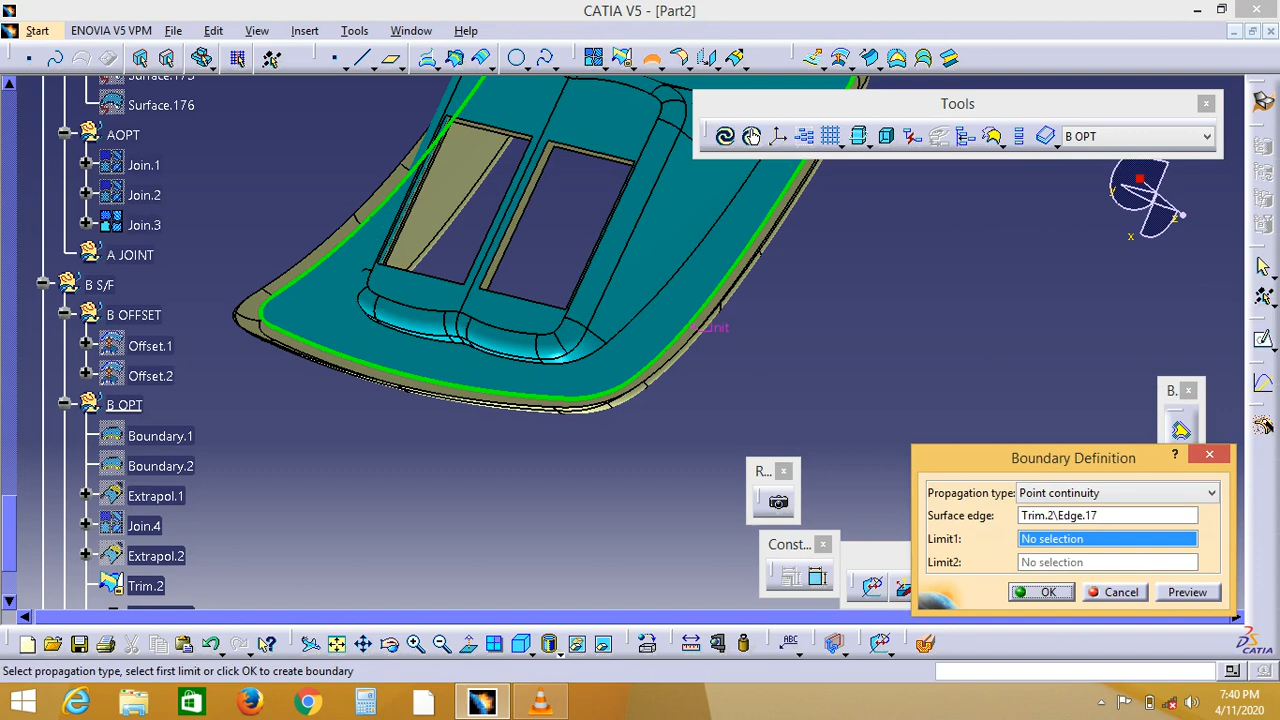 CATIA V5 - [Part2]
Start ENOVIA V5 VPM File Edit View Insert Tools Window Help
Surface.176
AOPT
Join.1
Join.2
Join.3
A JOINT
B S/F
B OFFSET
Offset.1
Offset.2
B OPT
Boundary.1
Boundary.2
Extrapol.1
Join.4
Extrapol.2
Trim.2
Tools
B OPT
y
z
x
B.
R...
Const...
Boundary Definition
?
Propagation type: Point continuity
Surface edge: Trim.2\Edge.17
Limit1: No selection
Limit2: No selection
OK Cancel Preview
ABC
CATIA
Select propagation type, select first limit or click OK to create boundary
7:40 PM
4/11/2020